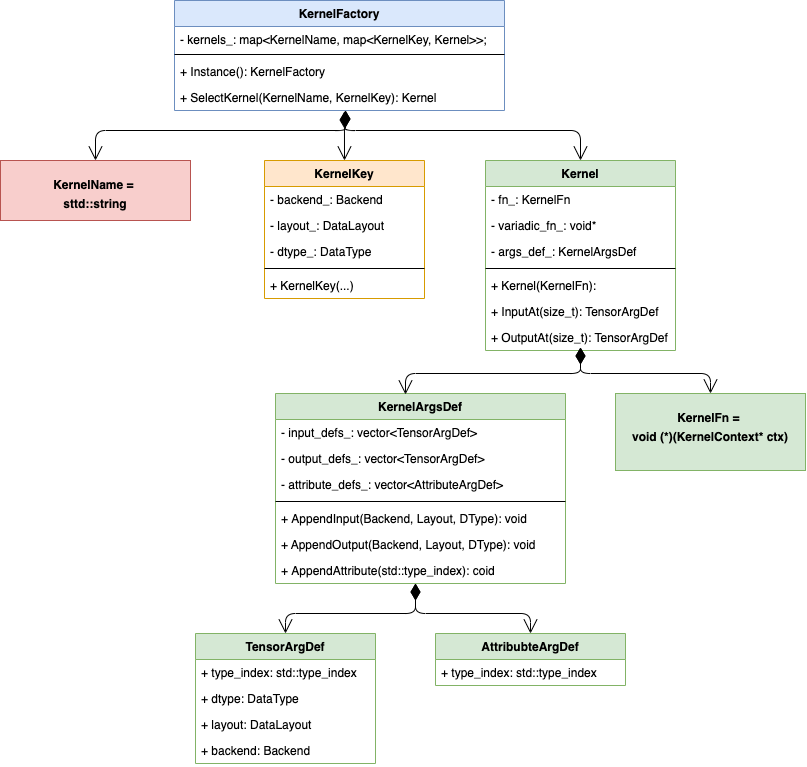 KernelFactory
- kernels_: map<KernelName, map<KernelKey, Kernel>>;
+ Instance(): KernelFactory
+ SelectKernel(KernelName, KernelKey): Kernel
KernelName =
sttd::string
KernelKey
- backend_: Backend
- layout_: DataLayout
- dtype_: DataType
+ KernelKey(...)
Kernel
- fn_: KernelFn
- variadic_fn_: void*
- args_def_: KernelArgsDef
+ Kernel(KernelFn):
+ InputAt(size_t): TensorArgDef
+ OutputAt(size_t): TensorArgDef
KernelArgsDef
- input_defs_: vector<TensorArgDef>
- output_defs_: vector<TensorArgDef>
- attribute_defs_: vector<AttributeArgDef>
+ AppendInput(Backend, Layout, DType): void
+ AppendOutput(Backend, Layout, DType): void
+ AppendAttribute(std::type_index): coid
KernelFn =
void (*)(KernelContext* ctx)
TensorArgDef
+ type_index: std::type_index
+ dtype: DataType
+ layout: DataLayout
+ backend: Backend
AttribubteArgDef
+ type_index: std::type_index